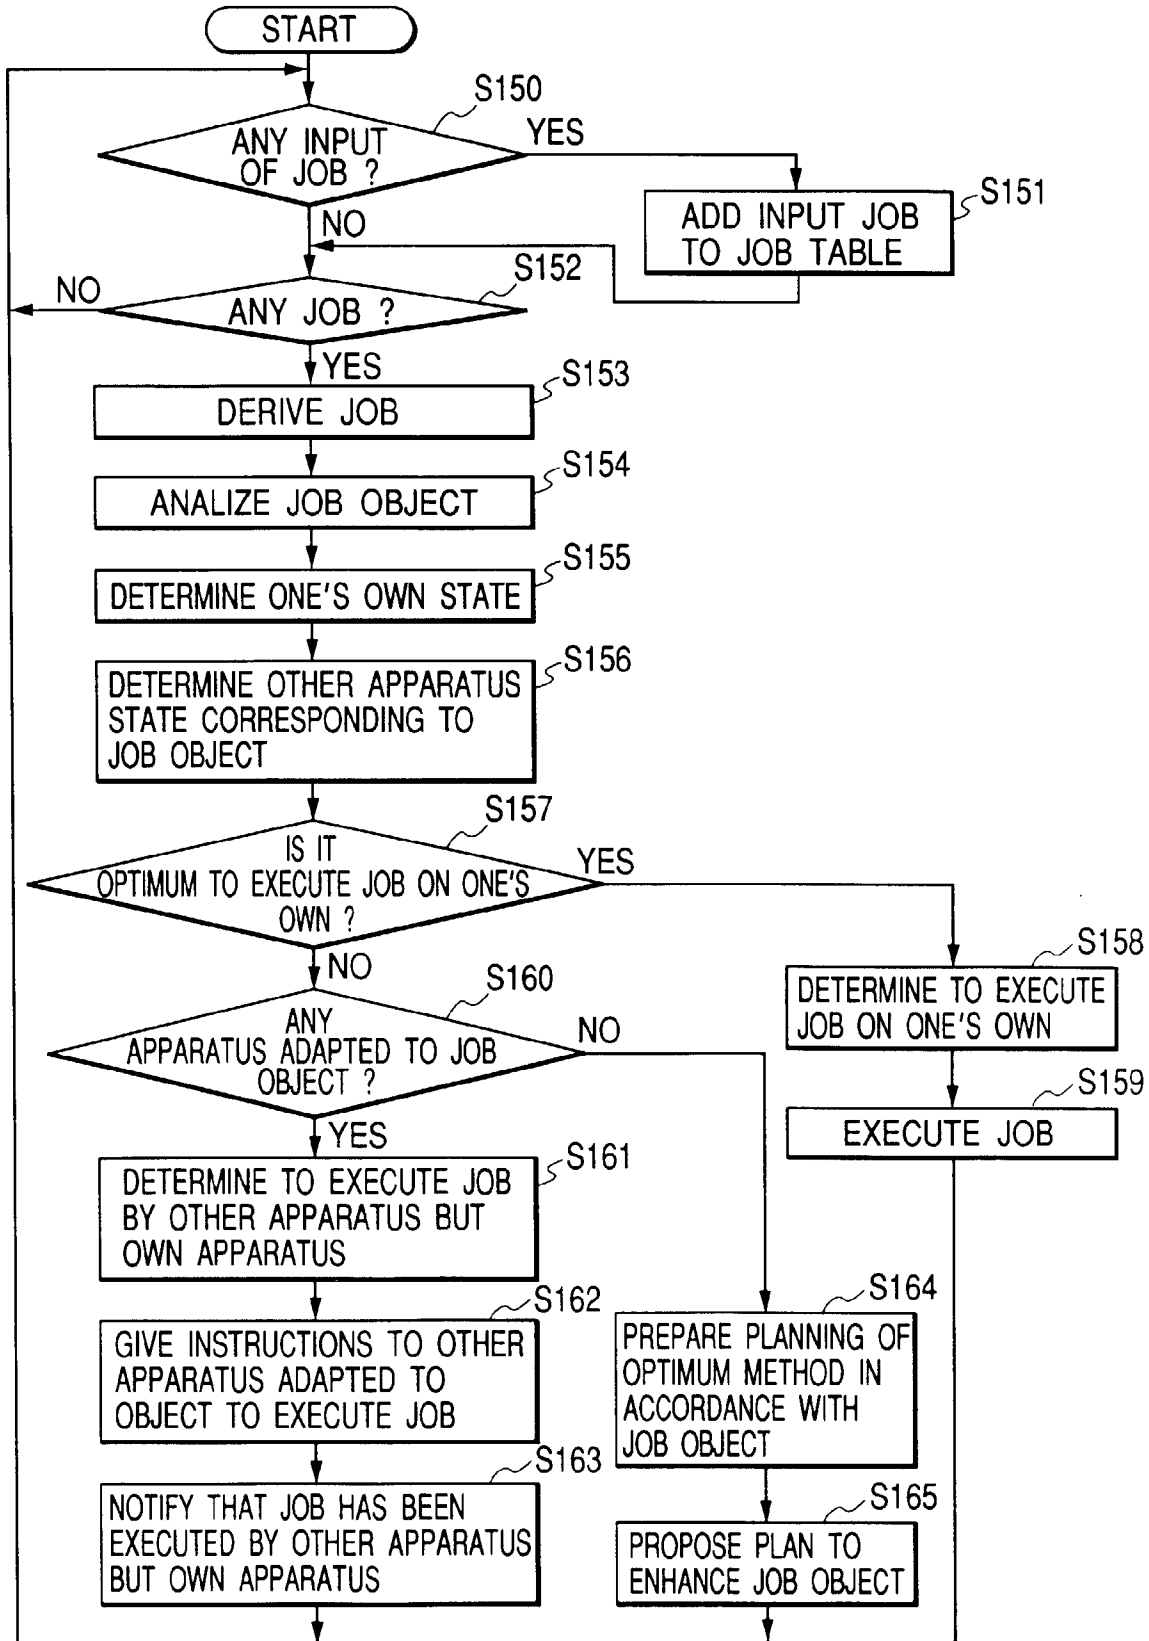 START
S150
ANY INPUT
OF JOB ?
YES
S151
ADD INPUT JOB
TO JOB TABLE
NO
S152
NO
ANY JOB ?
YES
S153
DERIVE JOB
S154
ANALIZE JOB OBJECT
S155
DETERMINE ONE'S OWN STATE
S156
DETERMINE OTHER APPARATUS
STATE CORRESPONDING TO
JOB OBJECT
S157
IS IT
OPTIMUM TO EXECUTE JOB ON ONE'S
OWN ?
YES
NO
S158
DETERMINE TO EXECUTE
JOB ON ONE'S OWN
S159
EXECUTE JOB
S160
ANY
APPARATUS ADAPTED TO JOB
OBJECT ?
NO
YES
S161
DETERMINE TO EXECUTE JOB
BY OTHER APPARATUS BUT
OWN APPARATUS
S162
GIVE INSTRUCTIONS TO OTHER
APPARATUS ADAPTED TO
OBJECT TO EXECUTE JOB
S163
NOTIFY THAT JOB HAS BEEN
EXECUTED BY OTHER APPARATUS
BUT OWN APPARATUS
S164
PREPARE PLANNING OF
OPTIMUM METHOD IN
ACCORDANCE WITH
JOB OBJECT
S165
PROPOSE PLAN TO
ENHANCE JOB OBJECT